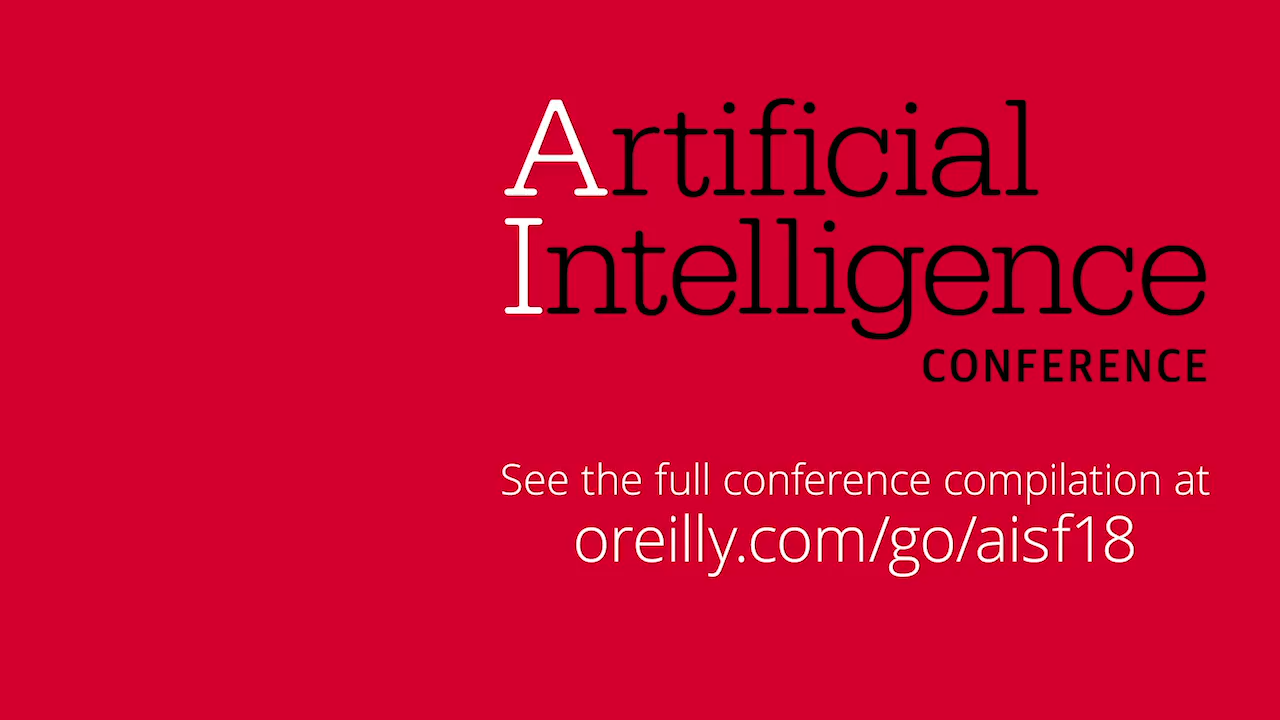 Artificial
Intelligence
CONFERENCE
See the full conference compilation at
oreilly.com/go/aisf18